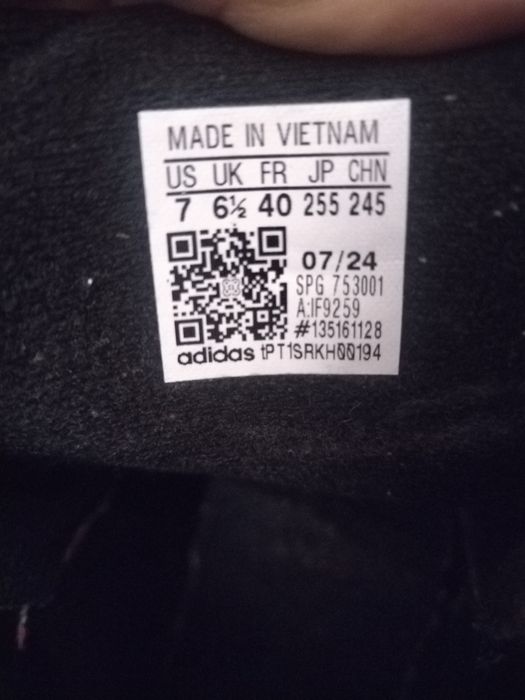 MADE IN VIETNAM
US UK FR JP CHN
7 6½ 40 255 245
07/24
SPG 753001
A:IF9259
#135161128
adidas tPT1SRKH00194